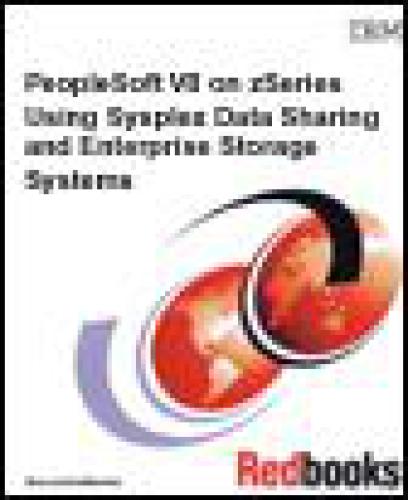 IBM
PeopleSoft V8 on zSeries
Using Sysplex Data Sharing
and Enterprise Storage
Systems
Redbooks